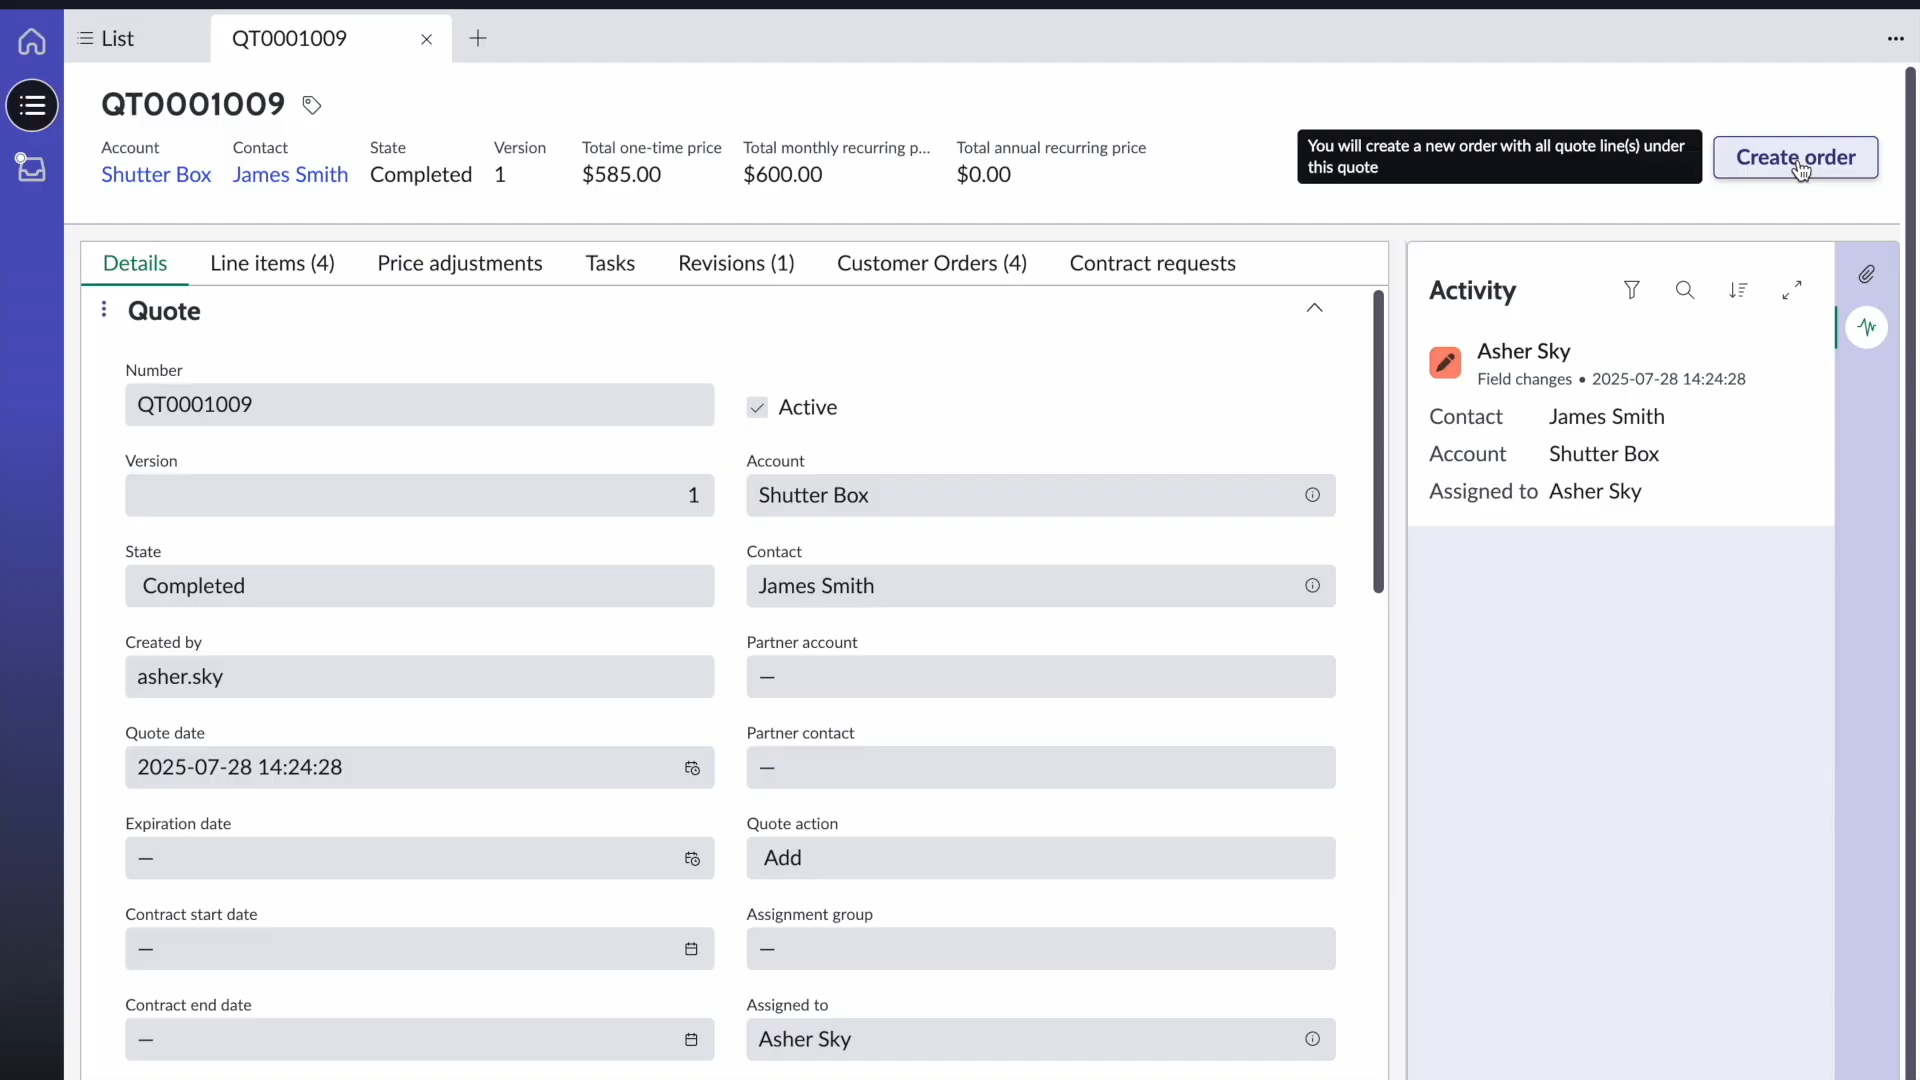 List
QT0001009
QT0001009
Account
Contact
State
Version
Total one-time price
Total monthly recurring p...
Total annual recurring price
Shutter Box
James Smith
Completed
1
$585.00
$600.00
$0.00
You will create a new order with all quote line(s) under
this quote
Create order
Details
Line items (4)
Price adjustments
Tasks
Revisions (1)
Customer Orders (4)
Contract requests
Quote
Number
QT0001009
Active
Version
1
Account
Shutter Box
State
Completed
Contact
James Smith
Created by
asher.sky
Partner account
—
Quote date
2025-07-28 14:24:28
Partner contact
—
Expiration date
—
Quote action
Add
Contract start date
—
Assignment group
—
Contract end date
—
Assigned to
Asher Sky
Activity
Asher Sky
Field changes • 2025-07-28 14:24:28
Contact James Smith
Account Shutter Box
Assigned to Asher Sky